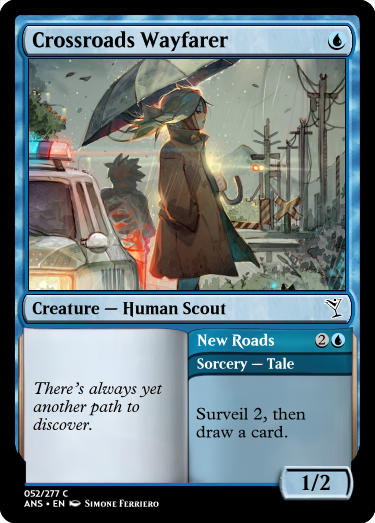 Crossroads Wayfarer
Creature — Human Scout
There's always yet
another path to
discover.
New Roads 2
Sorcery — Tale
Surveil 2, then
draw a card.
1/2
052/277 C
ANS • EN Simone Ferriero